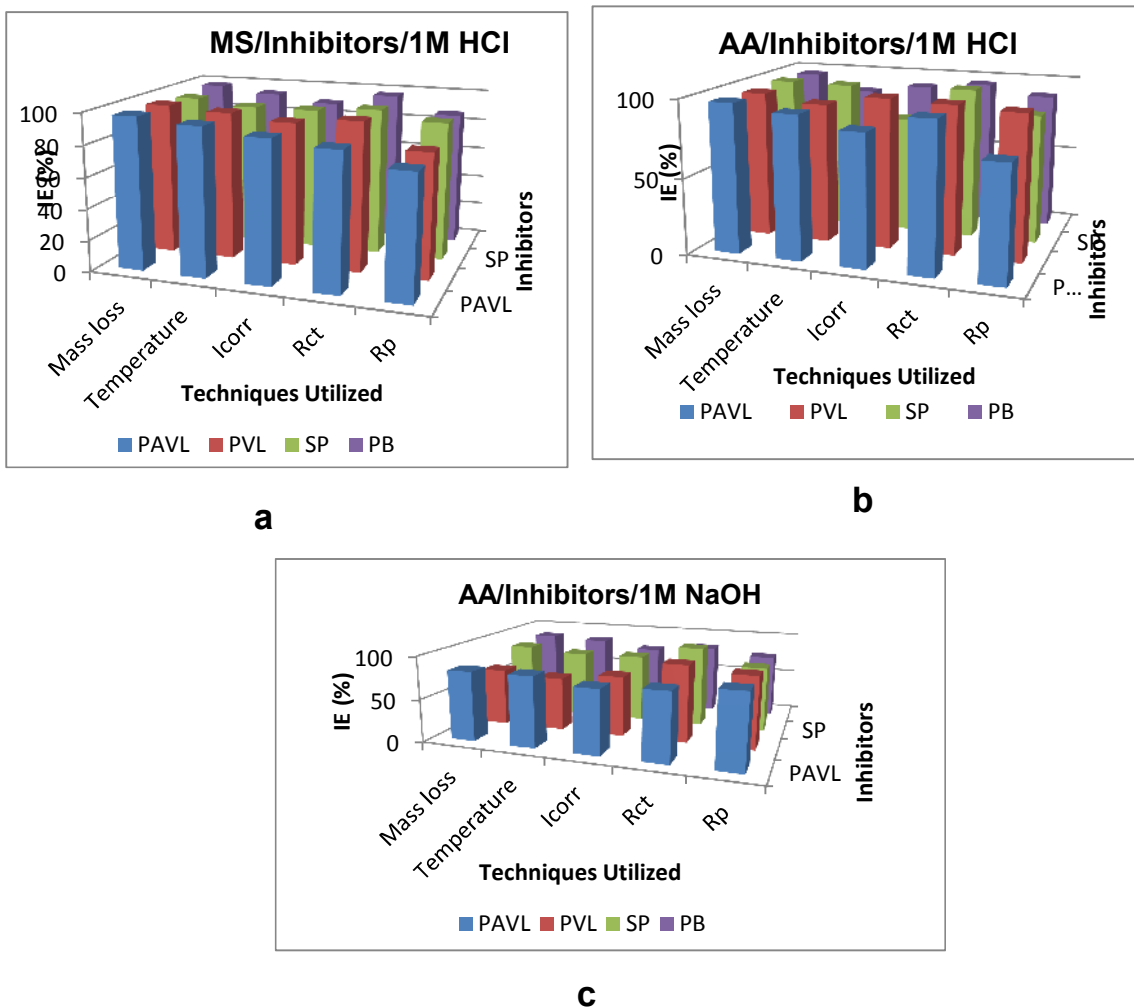 MS/Inhibitors/1M HCl
IE(%)
100
80
60
40
20
0
Mass loss
Temperature
Icorr
Rct
Rp
SP
PAVL
Inhibitors
Techniques Utilized
PAVL PVL SP PB
a
AA/Inhibitors/1M HCl
IE (%)
100
50
0
Mass loss
Temperature
Icorr
Rct
Rp
SP
P...
Inhibitors
Techniques Utilized
PAVL PVL SP PB
b
AA/Inhibitors/1M NaOH
IE (%)
100
50
0
Mass loss
Temperature
Icorr
Rct
Rp
SP
PAVL
Inhibitors
Techniques Utilized
PAVL PVL SP PB
c